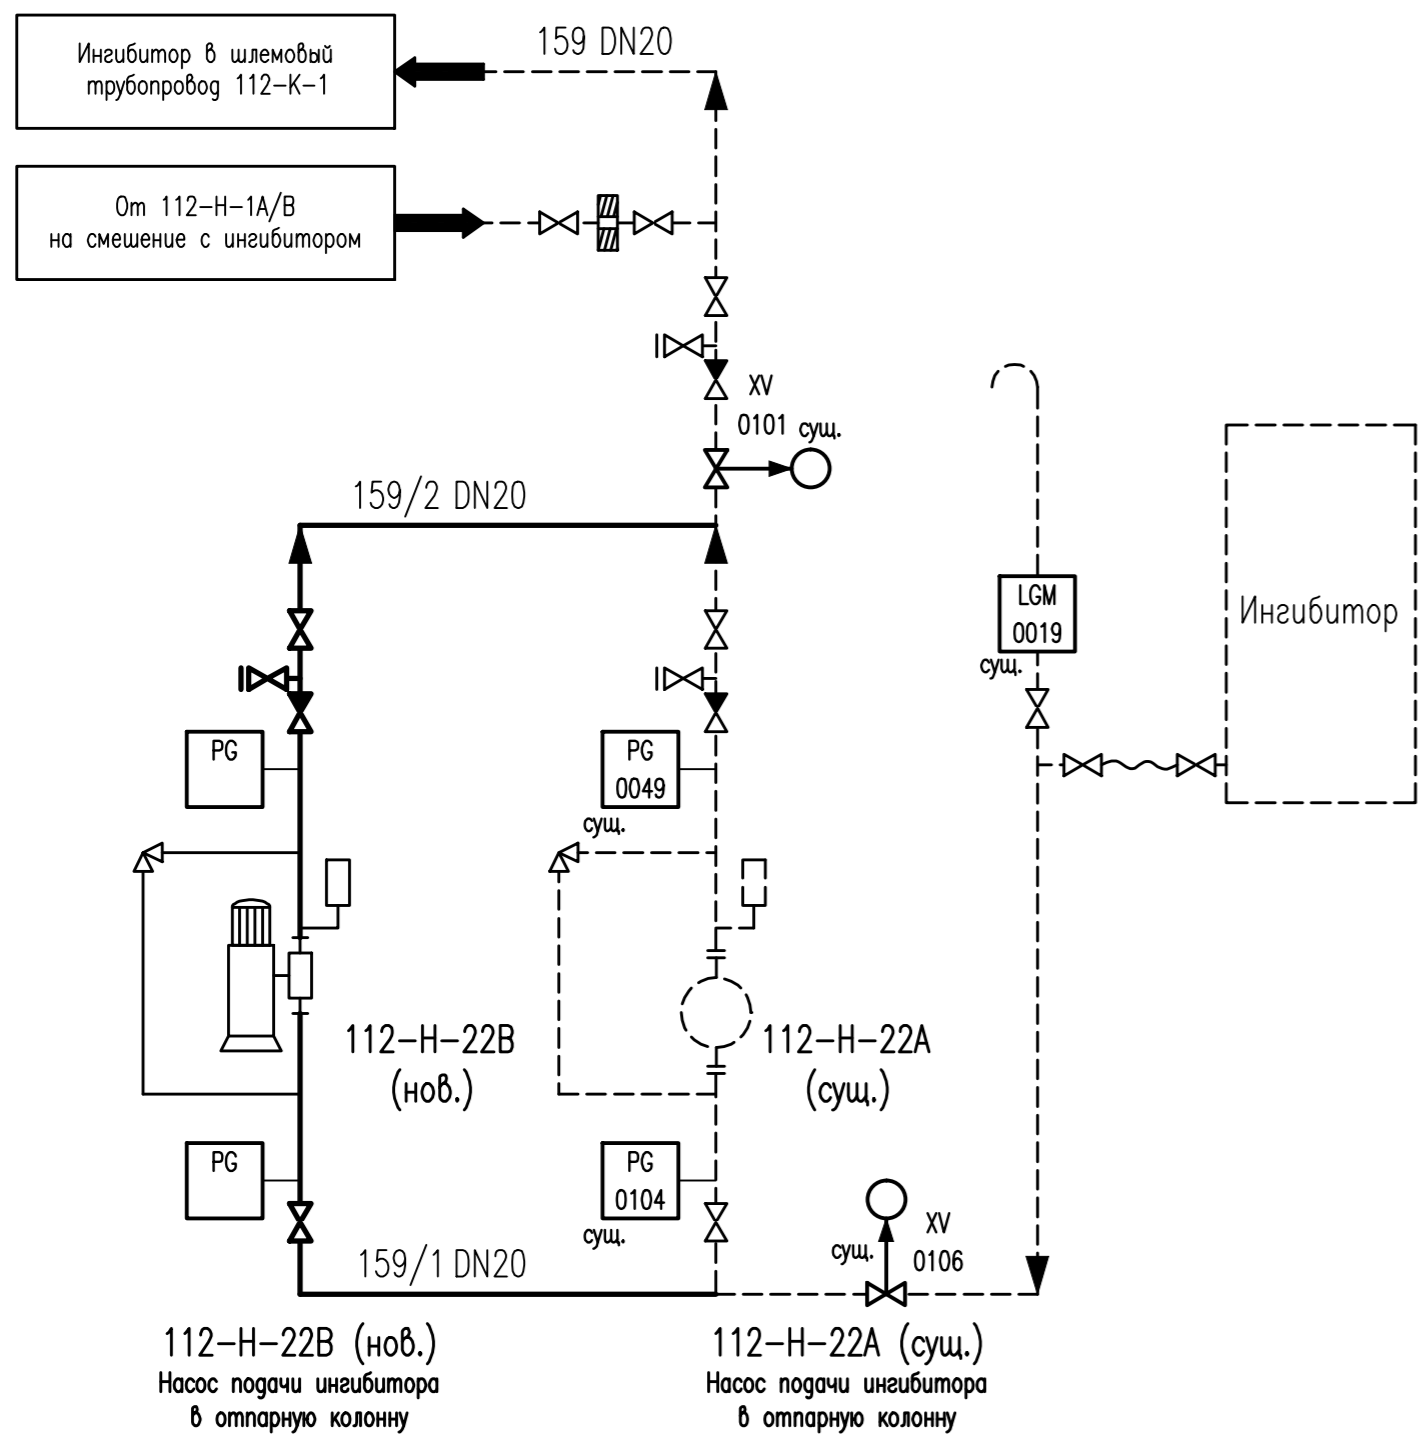 Ингибитор в шлемовый
трубопровод 112-К-1
159 DN20
От 112-Н-1А/В
на смешение с ингибитором
XV
0101 сущ.
159/2 DN20
LGM
0019
сущ.
Ингибитор
PG
PG
0049
сущ.
112-Н-22В
(нов.)
112-Н-22А
(сущ.)
PG
PG
0104
сущ.
XV
0106
сущ.
159/1 DN20
112-Н-22В (нов.)
Насос подачи ингибитора
в отпарную колонну
112-Н-22А (сущ.)
Насос подачи ингибитора
в отпарную колонну